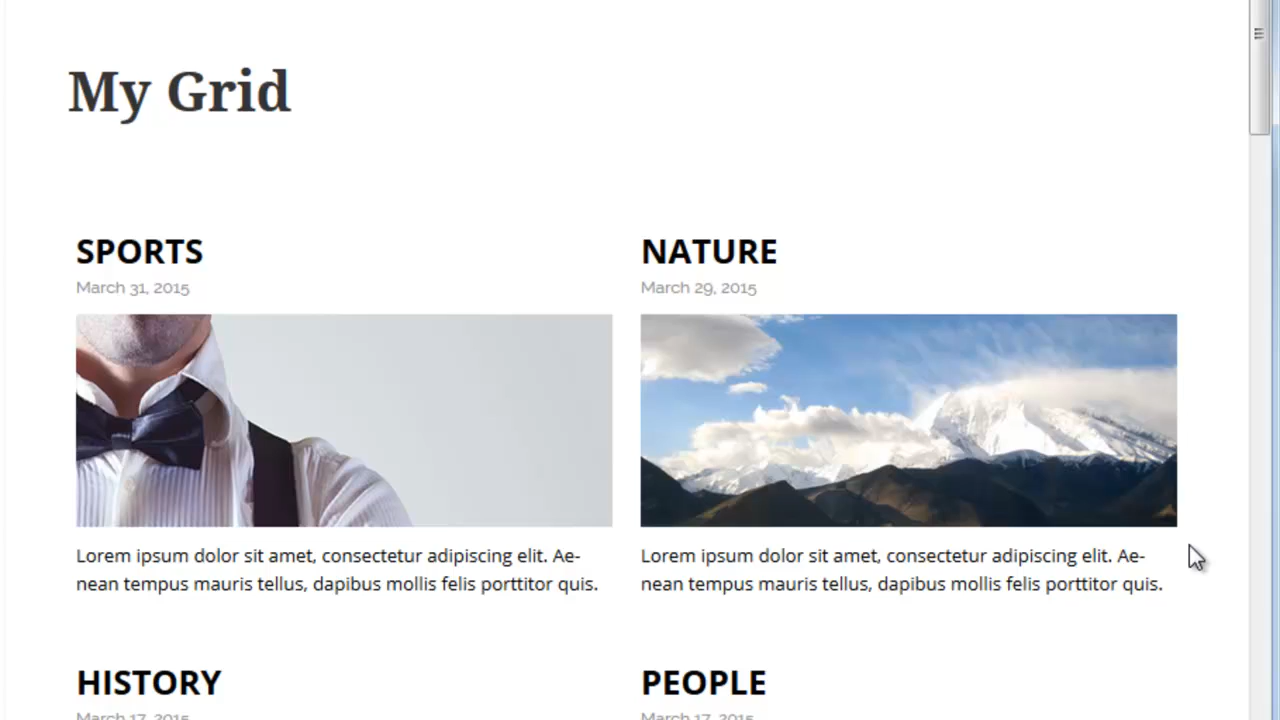 My Grid
SPORTS
March 31, 2015
Lorem ipsum dolor sit amet, consectetur adipiscing elit. Ae-
nean tempus mauris tellus, dapibus mollis felis porttitor quis.
NATURE
March 29, 2015
Lorem ipsum dolor sit amet, consectetur adipiscing elit. Ae-
nean tempus mauris tellus, dapibus mollis felis porttitor quis.
HISTORY
March 17, 2015
PEOPLE
March 17, 2015